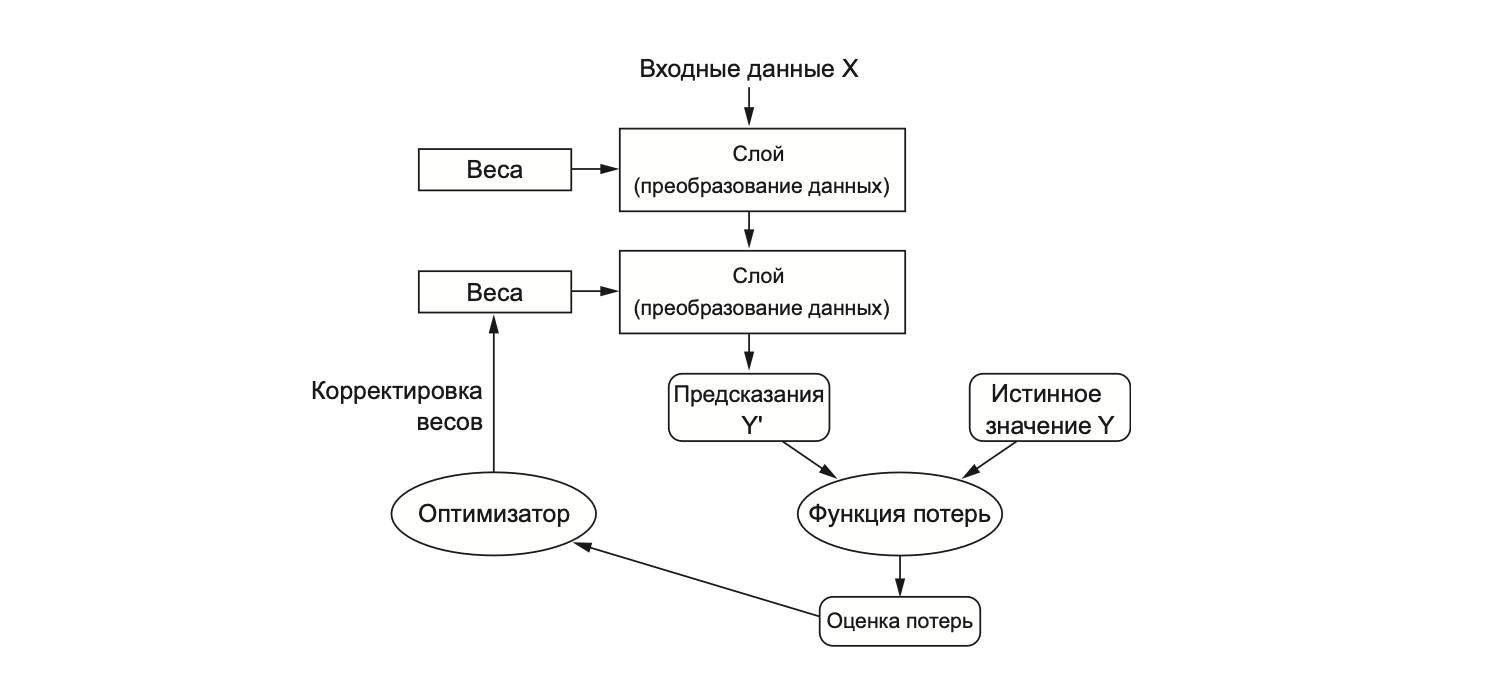 Входные данные X
Слой
(преобразование данных)
Веса
Слой
(преобразование данных)
Веса
Корректировка
весов
Предсказания
Y'
Истинное
значение Y
Оптимизатор
Функция потерь
Оценка потерь